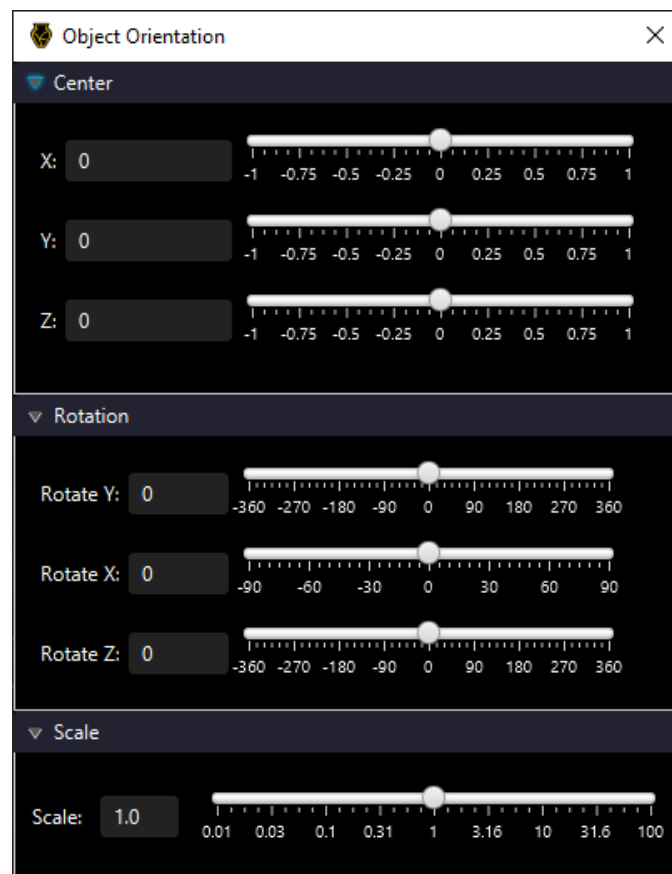 Object Orientation
Center
X: 0
-1 -0.75 -0.5 -0.25 0 0.25 0.5 0.75 1
Y: 0
-1 -0.75 -0.5 -0.25 0 0.25 0.5 0.75 1
Z: 0
-1 -0.75 -0.5 -0.25 0 0.25 0.5 0.75 1
Rotation
Rotate Y: 0
-360 -270 -180 -90 0 90 180 270 360
Rotate X: 0
-90 -60 -30 0 30 60 90
Rotate Z: 0
-360 -270 -180 -90 0 90 180 270 360
Scale
Scale: 1.0
0.01 0.03 0.1 0.31 1 3.16 10 31.6 100